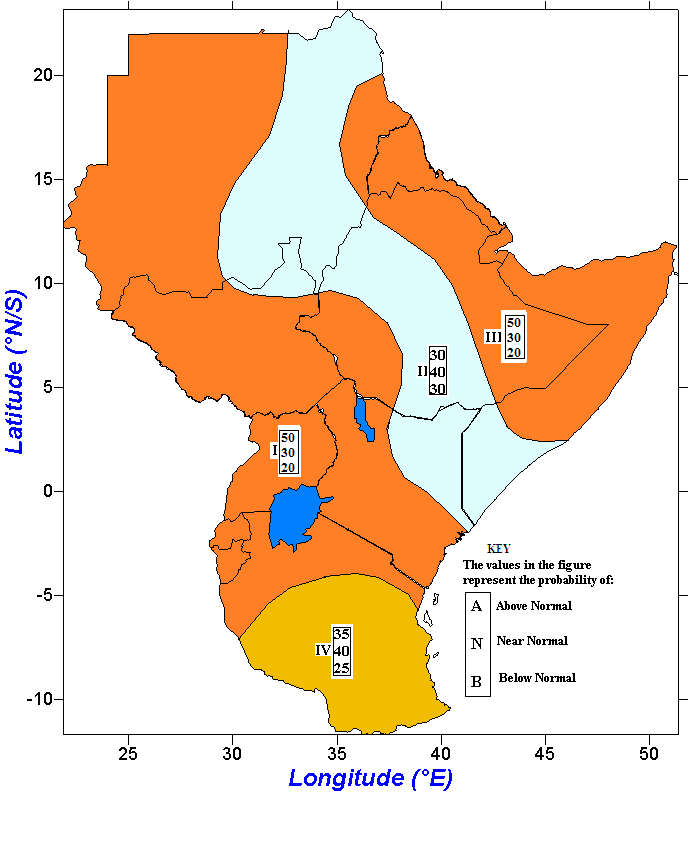 20
15
10
5
0
-5
-10
Latitude (°N/S)
50
III 30
20
30
II 40
30
50
I 30
20
KEY
The values in the figure
represent the probability of:
A Above Normal
N Near Normal
B Below Normal
35
IV 40
25
25 30 35 40 45 50
Longitude (°E)